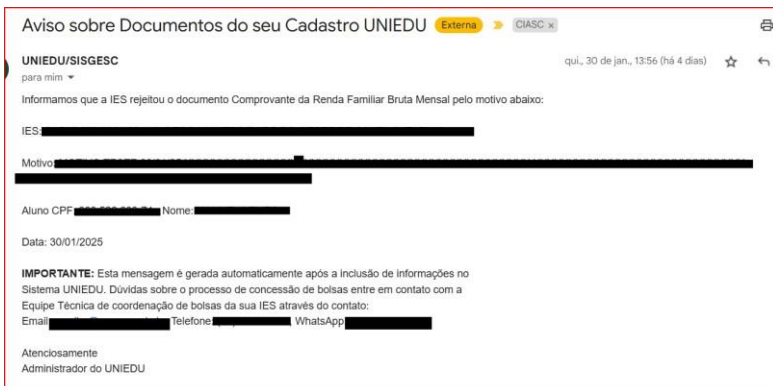 Aviso sobre Documentos do seu Cadastro UNIEDU Externa CIASC x
UNIEDU/SISGESC qui., 30 de jan., 13:56 (há 4 dias)
para mim
Informamos que a IES rejeitou o documento Comprovante da Renda Familiar Bruta Mensal pelo motivo abaixo:
IES:
Motivo:
Aluno CPF: Nome:
Data: 30/01/2025
IMPORTANTE: Esta mensagem é gerada automaticamente após a inclusão de informações no
Sistema UNIEDU. Dúvidas sobre o processo de concessão de bolsas entre em contato com a
Equipe Técnica de coordenação de bolsas da sua IES através do contato:
Email Telefone: , WhatsApp
Atenciosamente
Administrador do UNIEDU